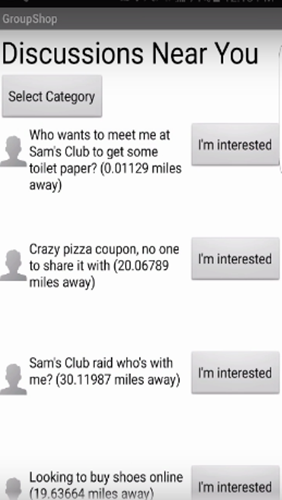 GroupShop
Discussions Near You
Select Category
Who wants to meet me at
Sam's Club to get some
toilet paper? (0.01129 miles
away)
I'm interested
Crazy pizza coupon, no one
to share it with (20.06789
miles away)
I'm interested
Sam's Club raid who's with
me? (30.11987 miles away)
I'm interested
Looking to buy shoes online
(19.63664 miles away)
I'm interested